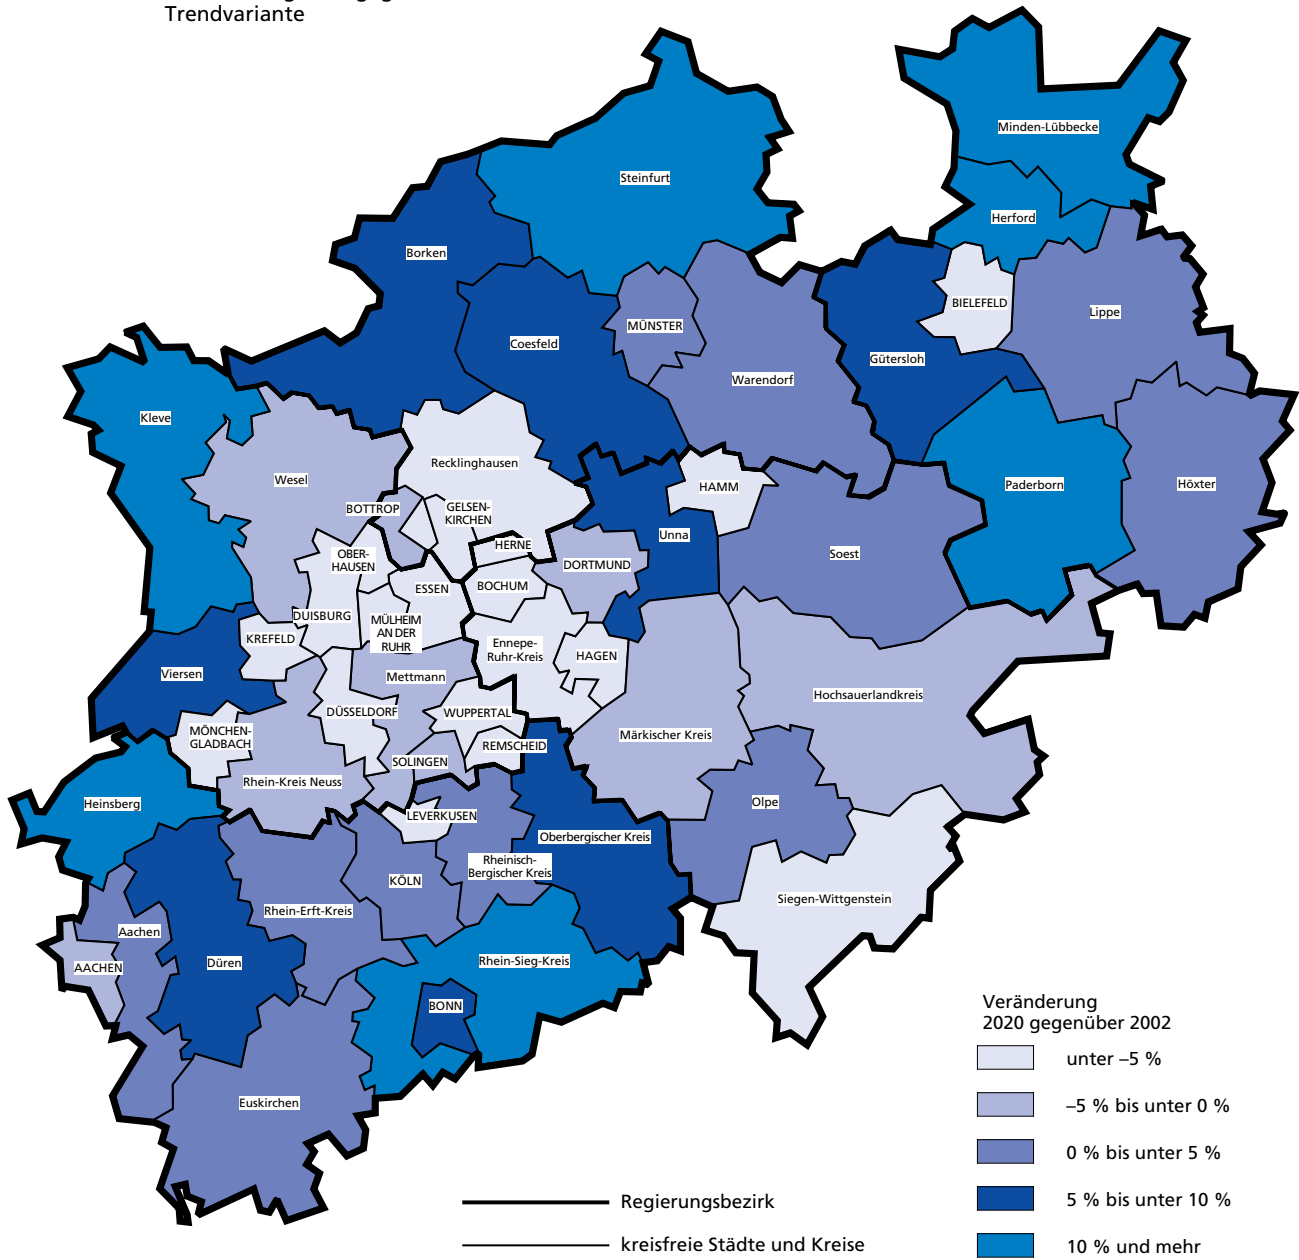 Trendvariante
Minden-Lübbecke
Steinfurt
Herford
Borken
BIELEFELD
Lippe
MÜNSTER
Coesfeld
Gütersloh
Warendorf
Kleve
Recklinghausen
Wesel
HAMM
Paderborn
Höxter
BOTTROP
GELSEN-
KIRCHEN
Unna
HERNE
Soest
OBER-
HAUSEN
DORTMUND
ESSEN
BOCHUM
DUISBURG
MÜLHEIM
AN DER
RUHR
KREFELD
Ennepe-
Ruhr-Kreis
HAGEN
Viersen
Mettmann
Hochsauerlandkreis
DÜSSELDORF
WUPPERTAL
MÖNCHEN-
GLADBACH
Märkischer Kreis
REMSCHEID
SOLINGEN
Rhein-Kreis Neuss
Heinsberg
Olpe
LEVERKUSEN
Oberbergischer Kreis
Rheinisch-
Bergischer Kreis
KÖLN
Siegen-Wittgenstein
Rhein-Erft-Kreis
Aachen
AACHEN
Düren
Rhein-Sieg-Kreis
BONN
Euskirchen
Veränderung
2020 gegenüber 2002
unter –5 %
–5 % bis unter 0 %
0 % bis unter 5 %
5 % bis unter 10 %
10 % und mehr
Regierungsbezirk
kreisfreie Städte und Kreise